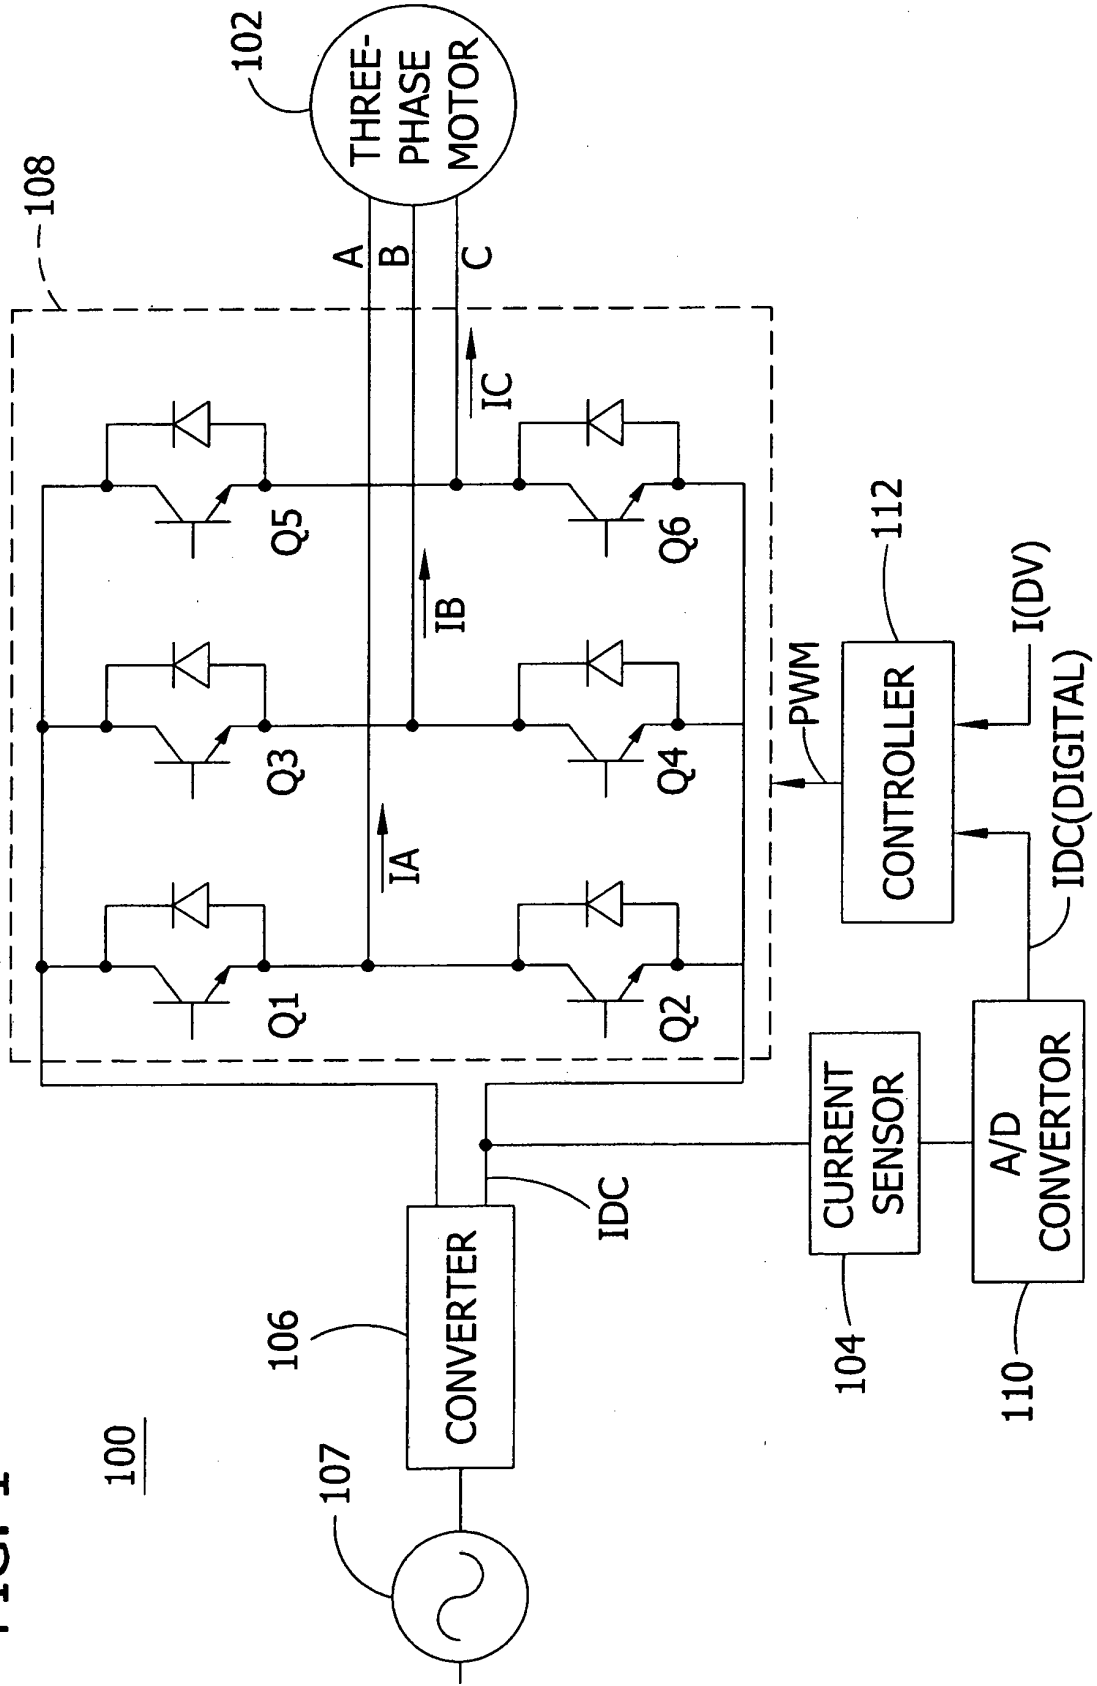 FIG. 1
100
108
102
THREE-
PHASE
MOTOR
A
B
C
Q1
Q3
Q5
IA
IB
IC
Q2
Q4
Q6
107
106
CONVERTER
IDC
PWM
112
CONTROLLER
I(DV)
IDC(DIGITAL)
CURRENT
SENSOR
104
A/D
CONVERTOR
110